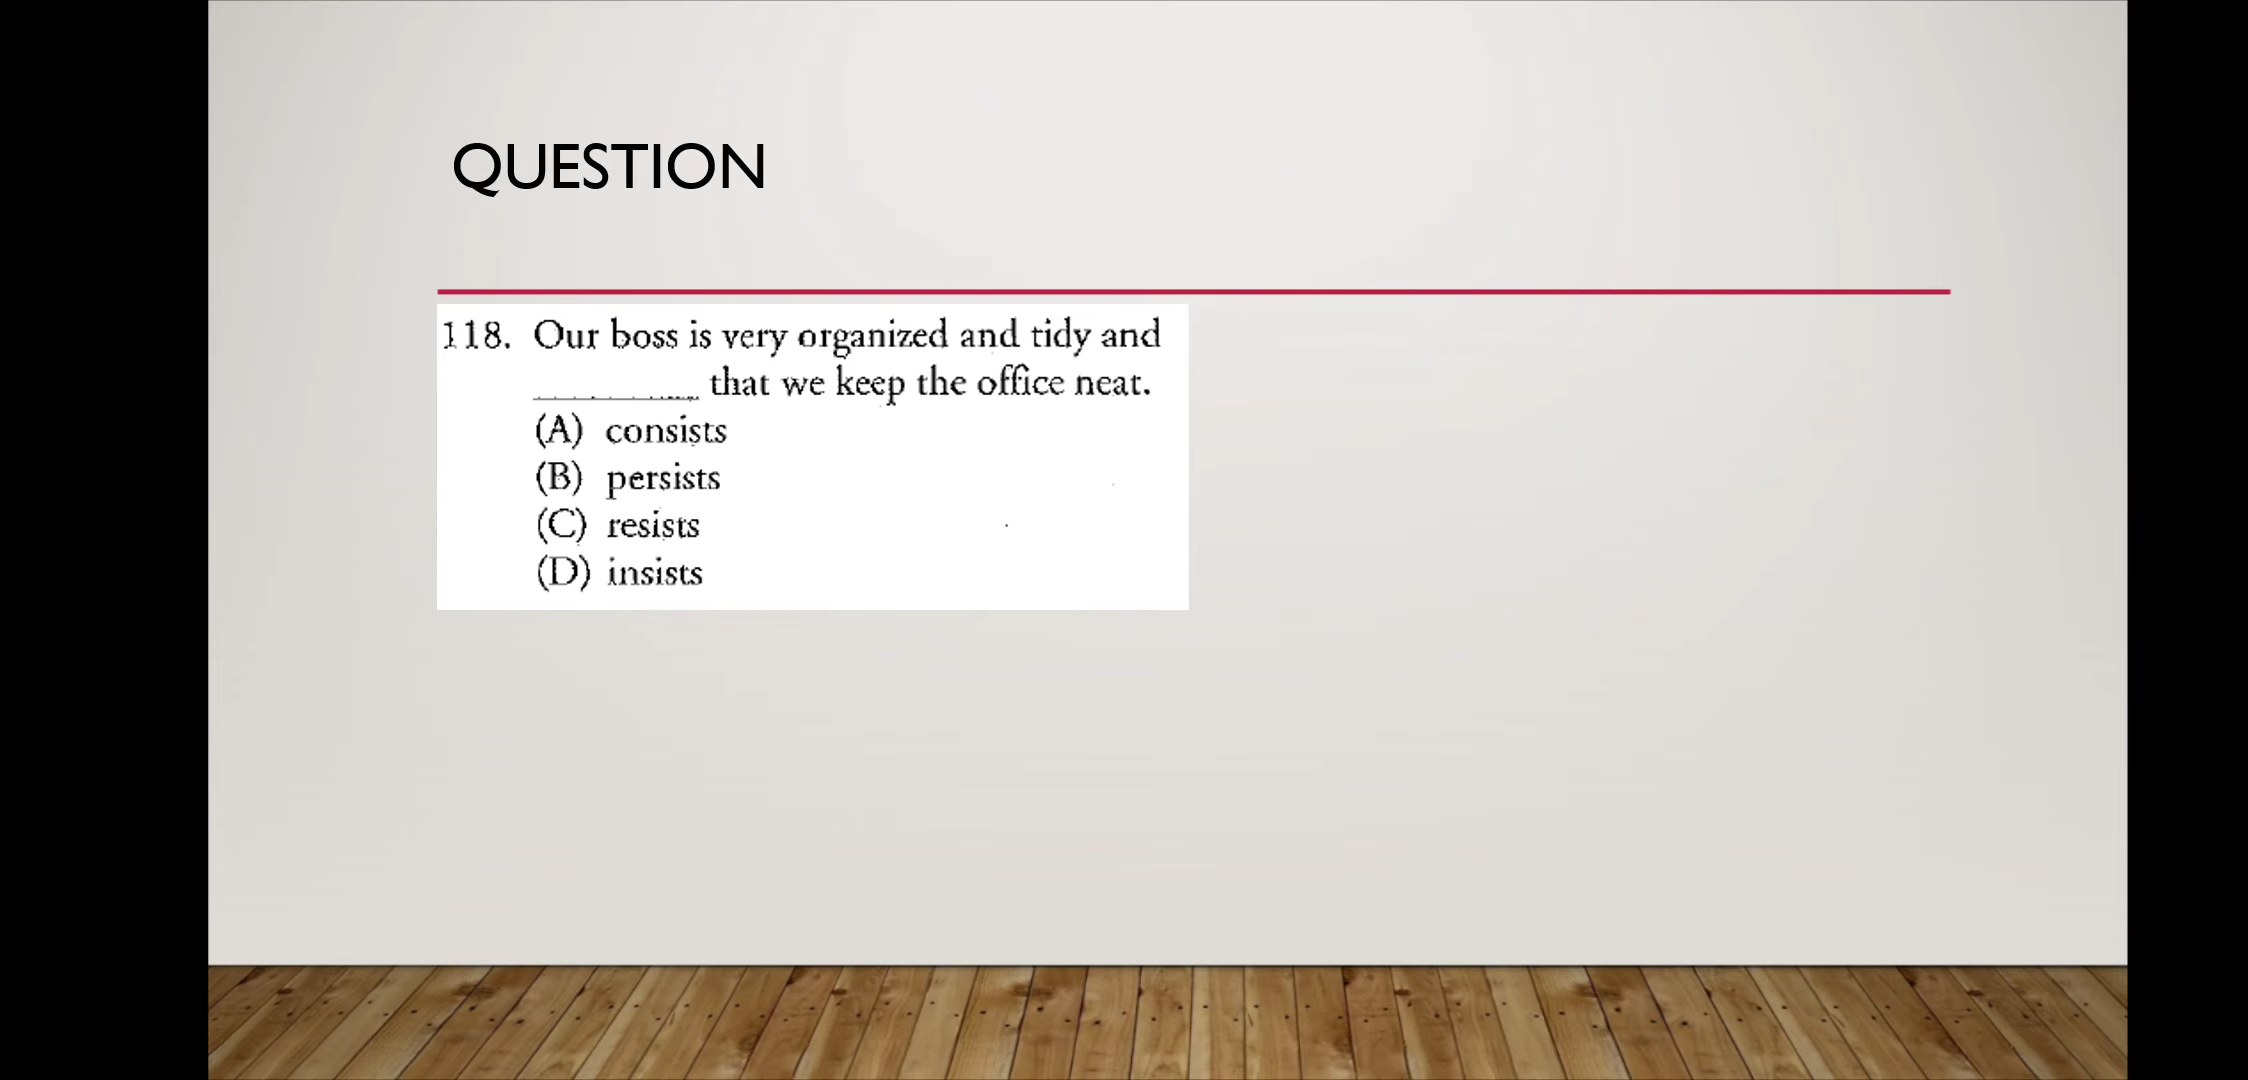 QUESTION
118. Our boss is very organized and tidy and
________ that we keep the office neat.
(A) consists
(B) persists
(C) resists
(D) insists